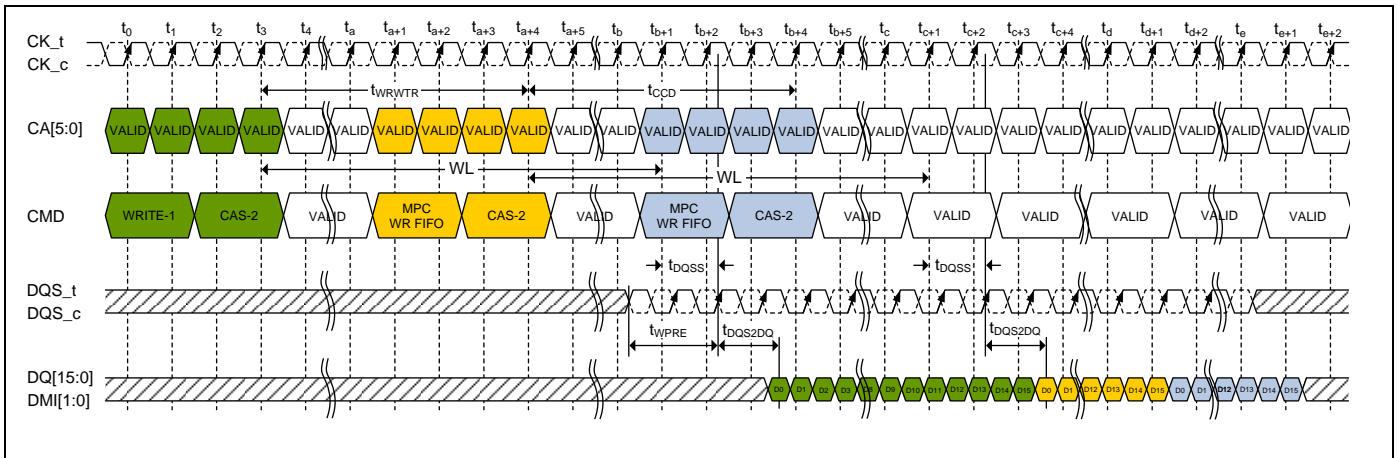 t0 t1 t2 t3 t4 ta ta+1 ta+2 ta+3 ta+4 ta+5 tb tb+1 tb+2 tb+3 tb+4 tb+5 tc tc+1 tc+2 tc+3 tc+4 td td+1 td+2 te te+1 te+2
CK_t
CK_c
tWRWTR tCCD
CA[5:0] VALID VALID VALID VALID VALID VALID VALID VALID VALID VALID VALID VALID VALID VALID VALID VALID VALID VALID VALID VALID VALID VALID VALID VALID VALID VALID VALID VALID
WL WL
CMD WRITE-1 CAS-2 VALID MPC WR FIFO CAS-2 VALID MPC WR FIFO CAS-2 VALID VALID VALID VALID VALID VALID
tDQSS tDQSS
DQS_t
DQS_c
tWPRE tDQS2DQ tDQS2DQ
DQ[15:0] D0 D1 D2 D3 D8 D9 D10 D11 D12 D13 D14 D15 D0 D1 D12 D13 D14 D15 D0 D1 D12 D13 D14 D15
DMI[1:0]